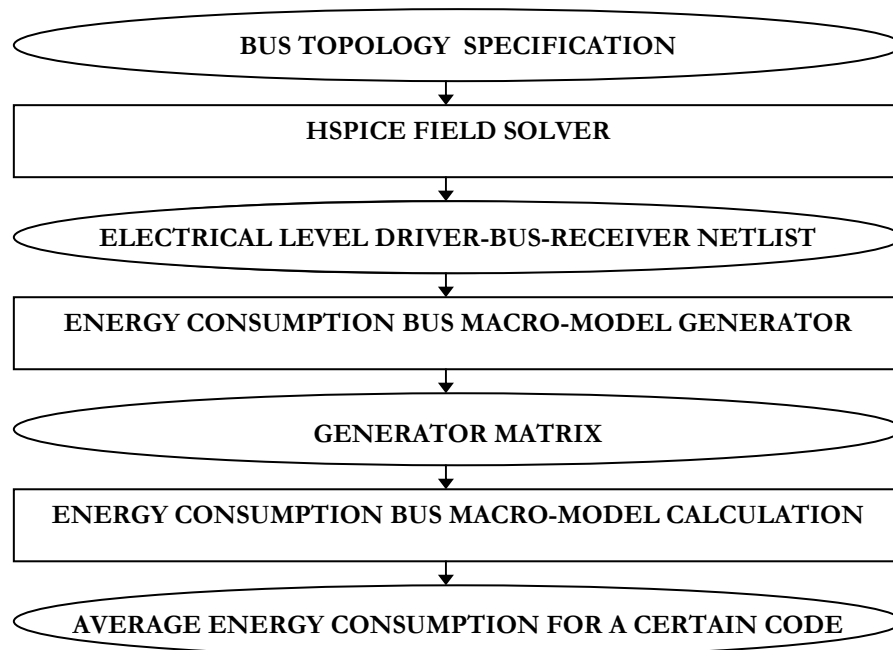 BUS TOPOLOGY SPECIFICATION
HSPICE FIELD SOLVER
ELECTRICAL LEVEL DRIVER-BUS-RECEIVER NETLIST
ENERGY CONSUMPTION BUS MACRO-MODEL GENERATOR
GENERATOR MATRIX
ENERGY CONSUMPTION BUS MACRO-MODEL CALCULATION
AVERAGE ENERGY CONSUMPTION FOR A CERTAIN CODE